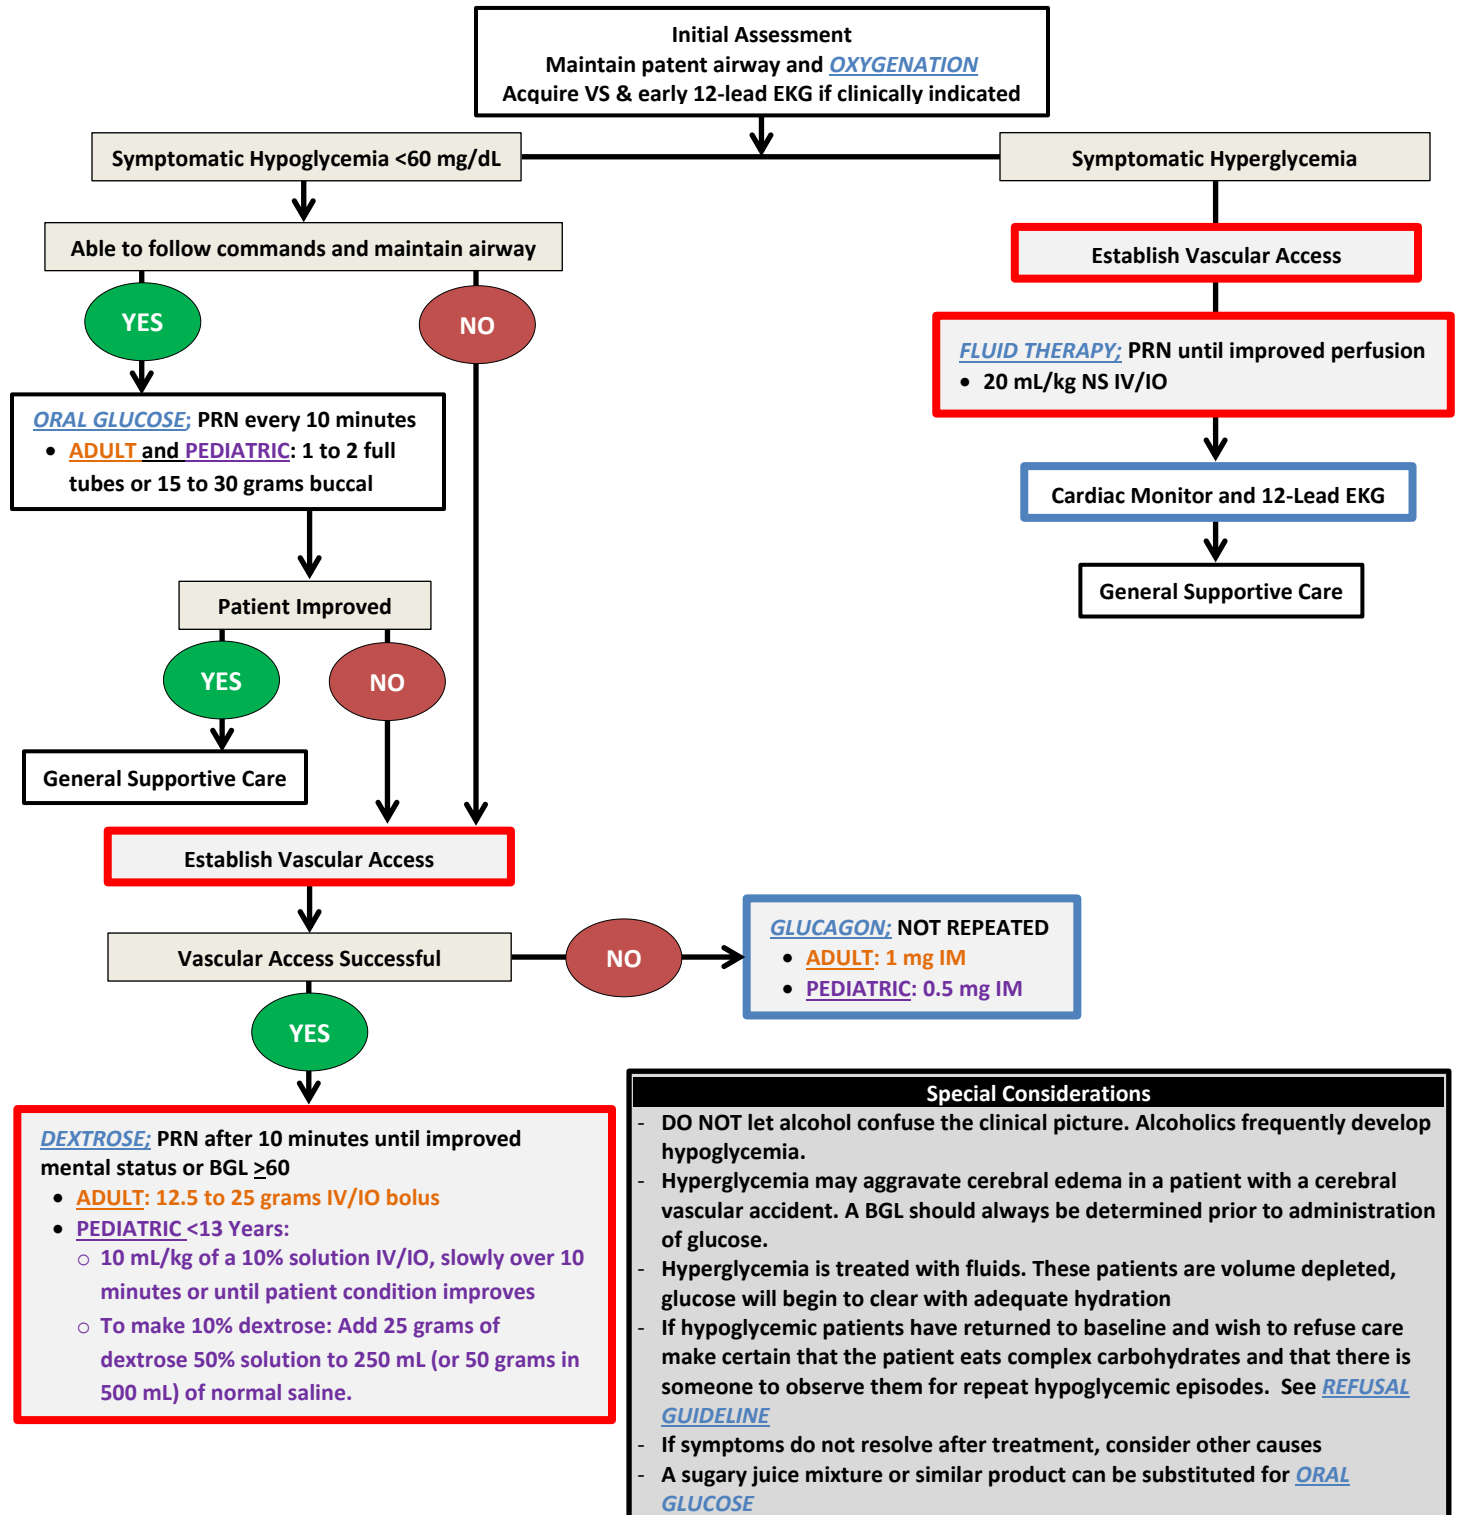 Initial Assessment
Maintain patent airway and OXYGENATION
Acquire VS & early 12-lead EKG if clinically indicated
Symptomatic Hypoglycemia <60 mg/dL
Symptomatic Hyperglycemia
Able to follow commands and maintain airway
YES
NO
ORAL GLUCOSE; PRN every 10 minutes
• ADULT and PEDIATRIC: 1 to 2 full
tubes or 15 to 30 grams buccal
Patient Improved
YES
NO
General Supportive Care
Establish Vascular Access
FLUID THERAPY; PRN until improved perfusion
• 20 mL/kg NS IV/IO
Cardiac Monitor and 12-Lead EKG
General Supportive Care
Establish Vascular Access
Vascular Access Successful
NO
GLUCAGON; NOT REPEATED
• ADULT: 1 mg IM
• PEDIATRIC: 0.5 mg IM
YES
DEXTROSE; PRN after 10 minutes until improved
mental status or BGL ≥60
• ADULT: 12.5 to 25 grams IV/IO bolus
• PEDIATRIC <13 Years:
o 10 mL/kg of a 10% solution IV/IO, slowly over 10
minutes or until patient condition improves
o To make 10% dextrose: Add 25 grams of
dextrose 50% solution to 250 mL (or 50 grams in
500 mL) of normal saline.
Special Considerations
- DO NOT let alcohol confuse the clinical picture. Alcoholics frequently develop
hypoglycemia.
- Hyperglycemia may aggravate cerebral edema in a patient with a cerebral
vascular accident. A BGL should always be determined prior to administration
of glucose.
- Hyperglycemia is treated with fluids. These patients are volume depleted,
glucose will begin to clear with adequate hydration
- If hypoglycemic patients have returned to baseline and wish to refuse care
make certain that the patient eats complex carbohydrates and that there is
someone to observe them for repeat hypoglycemic episodes. See REFUSAL
GUIDELINE
- If symptoms do not resolve after treatment, consider other causes
- A sugary juice mixture or similar product can be substituted for ORAL
GLUCOSE